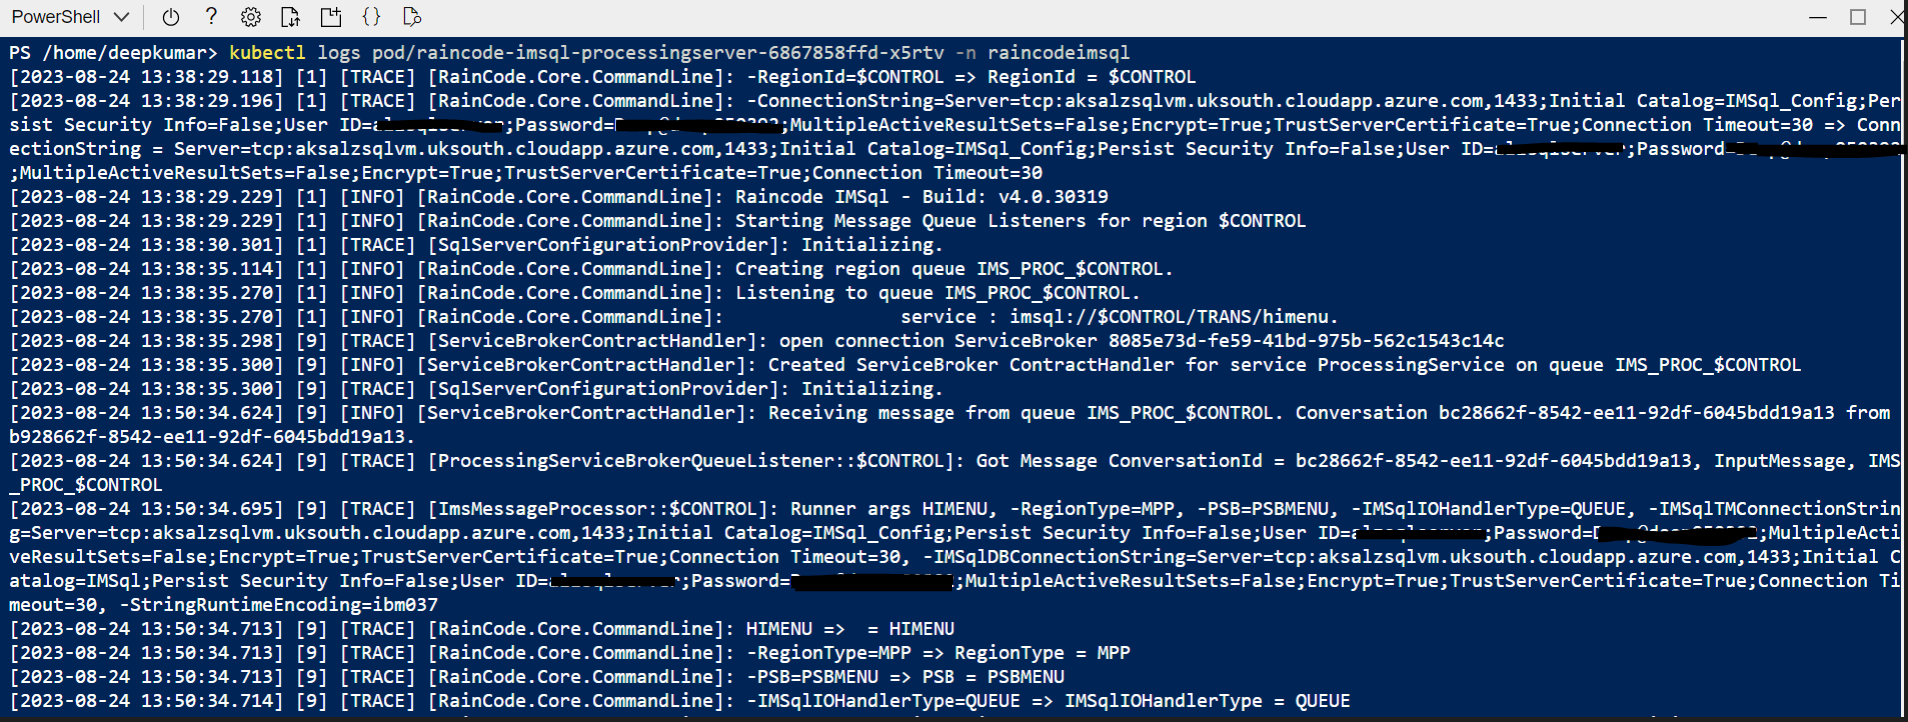 PowerShell
PS /home/deepkumar> kubectl logs pod/raincode-imsql-processingserver-6867858ffd-x5rtv -n raincodeimsql
[2023-08-24 13:38:29.118] [1] [TRACE] [RainCode.Core.CommandLine]: -RegionId=$CONTROL => RegionId = $CONTROL
[2023-08-24 13:38:29.196] [1] [TRACE] [RainCode.Core.CommandLine]: -ConnectionString=Server=tcp:aksalzsqlvm.uksouth.cloudapp.azure.com,1433;Initial Catalog=IMSql_Config;Per
sist Security Info=False;User ID= ;Password= ;MultipleActiveResultSets=False;Encrypt=True;TrustServerCertificate=True;Connection Timeout=30 => Conn
ectionString = Server=tcp:aksalzsqlvm.uksouth.cloudapp.azure.com,1433;Initial Catalog=IMSql_Config;Persist Security Info=False;User ID= ;Password=
;MultipleActiveResultSets=False;Encrypt=True;TrustServerCertificate=True;Connection Timeout=30
[2023-08-24 13:38:29.229] [1] [INFO] [RainCode.Core.CommandLine]: Raincode IMSql - Build: v4.0.30319
[2023-08-24 13:38:29.229] [1] [INFO] [RainCode.Core.CommandLine]: Starting Message Queue Listeners for region $CONTROL
[2023-08-24 13:38:30.301] [1] [TRACE] [SqlServerConfigurationProvider]: Initializing.
[2023-08-24 13:38:35.114] [1] [INFO] [RainCode.Core.CommandLine]: Creating region queue IMS_PROC_$CONTROL.
[2023-08-24 13:38:35.270] [1] [INFO] [RainCode.Core.CommandLine]: Listening to queue IMS_PROC_$CONTROL.
[2023-08-24 13:38:35.270] [1] [INFO] [RainCode.Core.CommandLine]: service : imsql://$CONTROL/TRANS/himenu.
[2023-08-24 13:38:35.298] [9] [TRACE] [ServiceBrokerContractHandler]: open connection ServiceBroker 8085e73d-fe59-41bd-975b-562c1543c14c
[2023-08-24 13:38:35.300] [9] [INFO] [ServiceBrokerContractHandler]: Created ServiceBroker ContractHandler for service ProcessingService on queue IMS_PROC_$CONTROL
[2023-08-24 13:38:35.300] [9] [TRACE] [SqlServerConfigurationProvider]: Initializing.
[2023-08-24 13:50:34.624] [9] [INFO] [ServiceBrokerContractHandler]: Receiving message from queue IMS_PROC_$CONTROL. Conversation bc28662f-8542-ee11-92df-6045bdd19a13 from
b928662f-8542-ee11-92df-6045bdd19a13.
[2023-08-24 13:50:34.624] [9] [TRACE] [ProcessingServiceBrokerQueueListener::$CONTROL]: Got Message ConversationId = bc28662f-8542-ee11-92df-6045bdd19a13, InputMessage, IMS
_PROC_$CONTROL
[2023-08-24 13:50:34.695] [9] [TRACE] [ImsMessageProcessor::$CONTROL]: Runner args HIMENU, -RegionType=MPP, -PSB=PSBMENU, -IMSqlIOHandlerType=QUEUE, -IMSqlTMConnectionStrin
g=Server=tcp:aksalzsqlvm.uksouth.cloudapp.azure.com,1433;Initial Catalog=IMSql_Config;Persist Security Info=False;User ID= ;Password= ;MultipleActi
veResultSets=False;Encrypt=True;TrustServerCertificate=True;Connection Timeout=30, -IMSqlDBConnectionString=Server=tcp:aksalzsqlvm.uksouth.cloudapp.azure.com,1433;Initial C
atalog=IMSql;Persist Security Info=False;User ID= ;Password= ;MultipleActiveResultSets=False;Encrypt=True;TrustServerCertificate=True;Connection Ti
meout=30, -StringRuntimeEncoding=ibm037
[2023-08-24 13:50:34.713] [9] [TRACE] [RainCode.Core.CommandLine]: HIMENU =>  = HIMENU
[2023-08-24 13:50:34.713] [9] [TRACE] [RainCode.Core.CommandLine]: -RegionType=MPP => RegionType = MPP
[2023-08-24 13:50:34.713] [9] [TRACE] [RainCode.Core.CommandLine]: -PSB=PSBMENU => PSB = PSBMENU
[2023-08-24 13:50:34.714] [9] [TRACE] [RainCode.Core.CommandLine]: -IMSqlIOHandlerType=QUEUE => IMSqlIOHandlerType = QUEUE